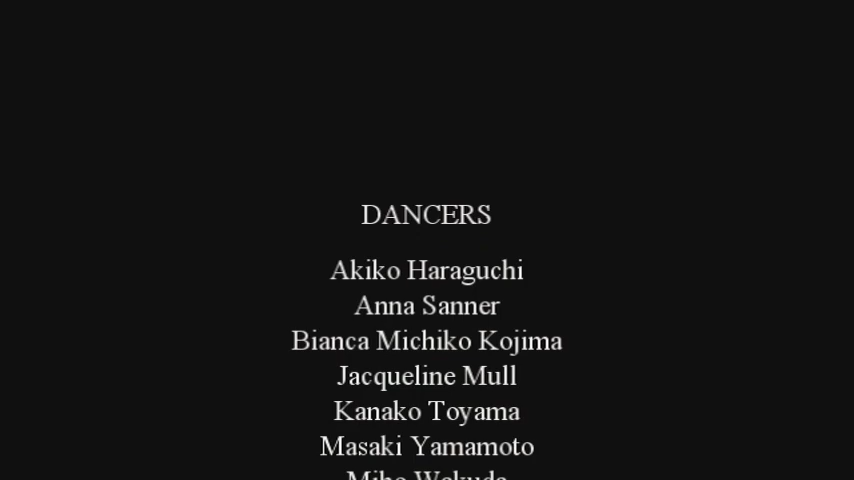 DANCERS
Akiko Haraguchi
Anna Sanner
Bianca Michiko Kojima
Jacqueline Mull
Kanako Toyama
Masaki Yamamoto